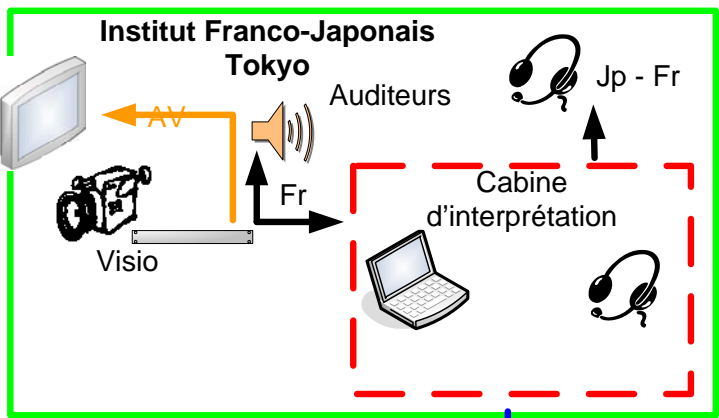 Institut Franco-Japonais
Tokyo
Auditeurs
Jp - Fr
AV
Fr
Cabine
d'interprétation
Visio